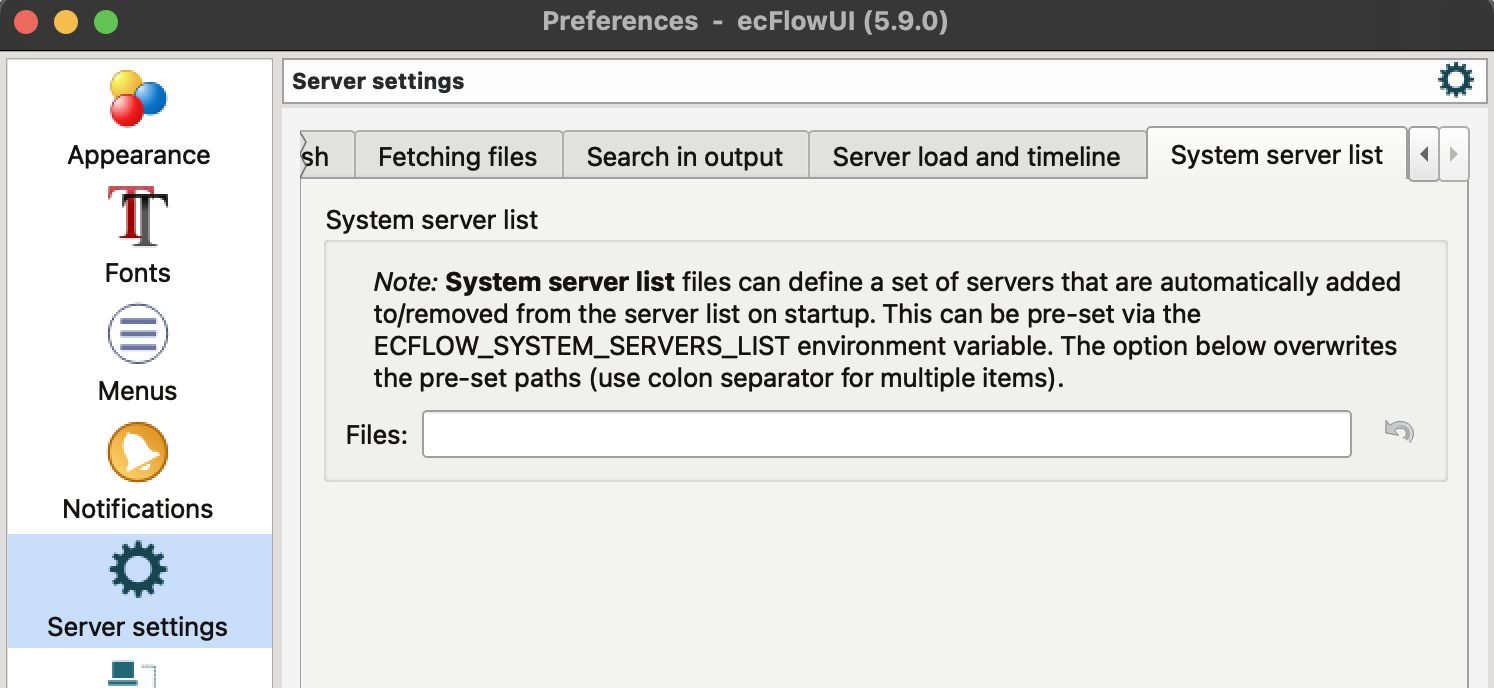 Preferences - ecFlowUI (5.9.0)
Appearance
Fonts
Menus
Notifications
Server settings
Server settings
sh
Fetching files
Search in output
Server load and timeline
System server list
System server list
Note: System server list files can define a set of servers that are automatically added
to/removed from the server list on startup. This can be pre-set via the
ECFLOW_SYSTEM_SERVERS_LIST environment variable. The option below overwrites
the pre-set paths (use colon separator for multiple items).
Files: